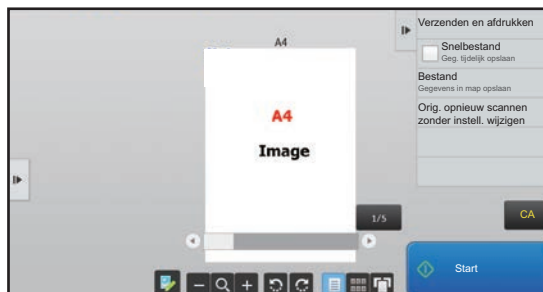 A4
A4
Image
1/5
Verzenden en afdrukken
Snelbestand
Geg. tijdelijk opslaan
Bestand
Gegevens in map opslaan
Orig. opnieuw scannen
zonder instell. wijzigen
CA
Start